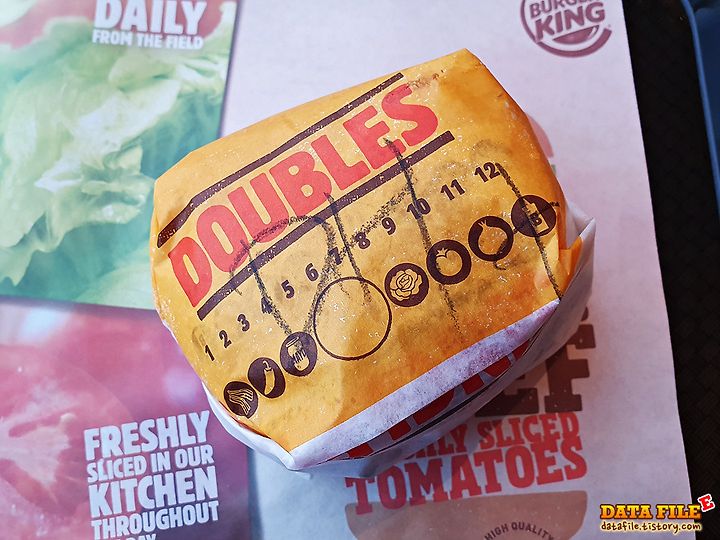 DAILY
FROM THE FIELD
BURGER
KING
DOUBLES
1 2 3 4 5 6 7 8 9 10 11 12
SLICED
TOMATOES
HIGH QUALITY
FRESHLY
SLICED IN OUR
KITCHEN
THROUGHOUT
DATA FILE
datafile.tistory.com